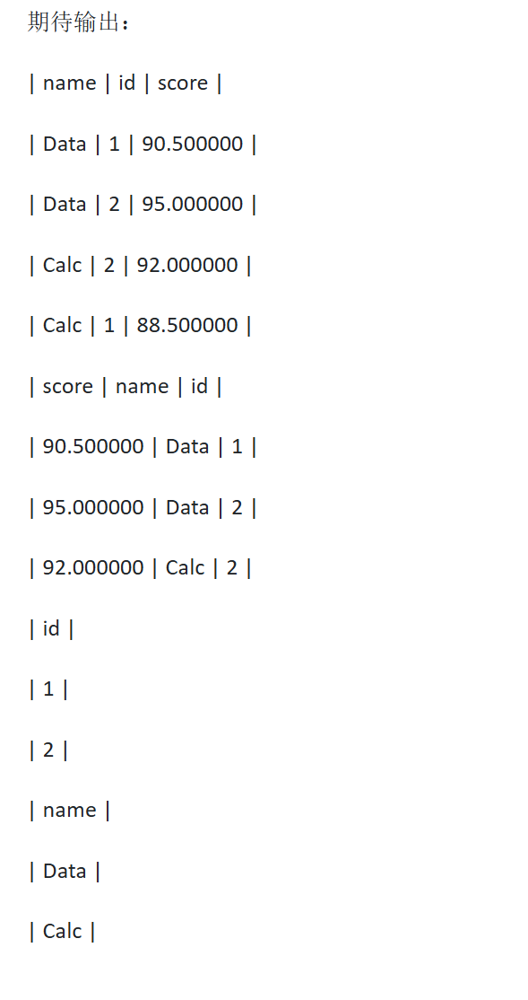 期待输出：
| name | id | score |
| Data | 1 | 90.500000 |
| Data | 2 | 95.000000 |
| Calc | 2 | 92.000000 |
| Calc | 1 | 88.500000 |
| score | name | id |
| 90.500000 | Data | 1 |
| 95.000000 | Data | 2 |
| 92.000000 | Calc | 2 |
| id |
| 1 |
| 2 |
| name |
| Data |
| Calc |